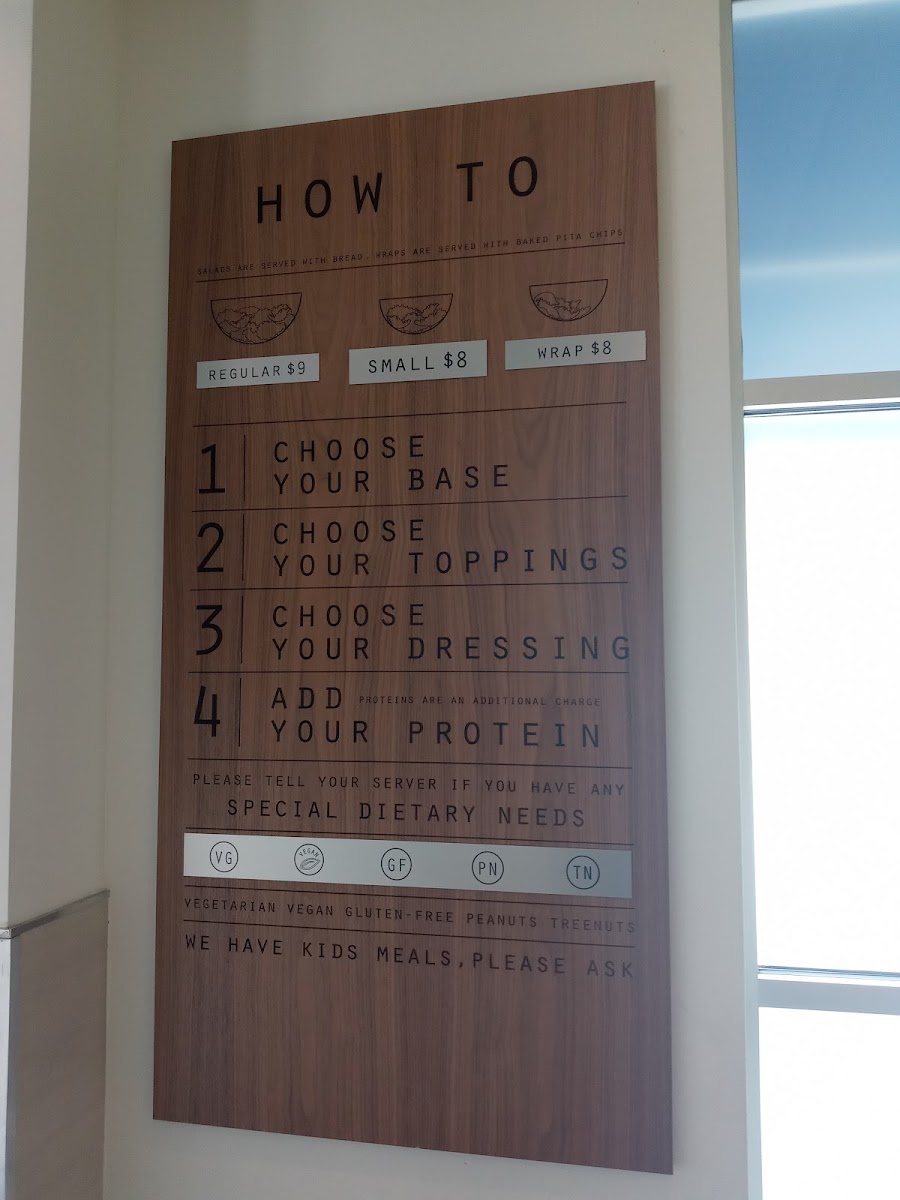 HOW TO
SALADS ARE SERVED WITH BREAD, WRAPS ARE SERVED WITH BAKED PITA CHIPS
REGULAR $9 SMALL $8 WRAP $8
1 CHOOSE
YOUR BASE
2 CHOOSE
YOUR TOPPINGS
3 CHOOSE
YOUR DRESSING
4 ADD PROTEINS ARE AN ADDITIONAL CHARGE
YOUR PROTEIN
PLEASE TELL YOUR SERVER IF YOU HAVE ANY
SPECIAL DIETARY NEEDS
VG VEGAN GF PN TN
VEGETARIAN VEGAN GLUTEN-FREE PEANUTS TREENUTS
WE HAVE KIDS MEALS, PLEASE ASK